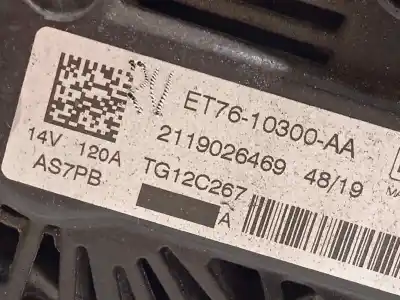 ET76-10300-AA
2119026469 48/19
14V 120A TG12C267
AS7PB
A